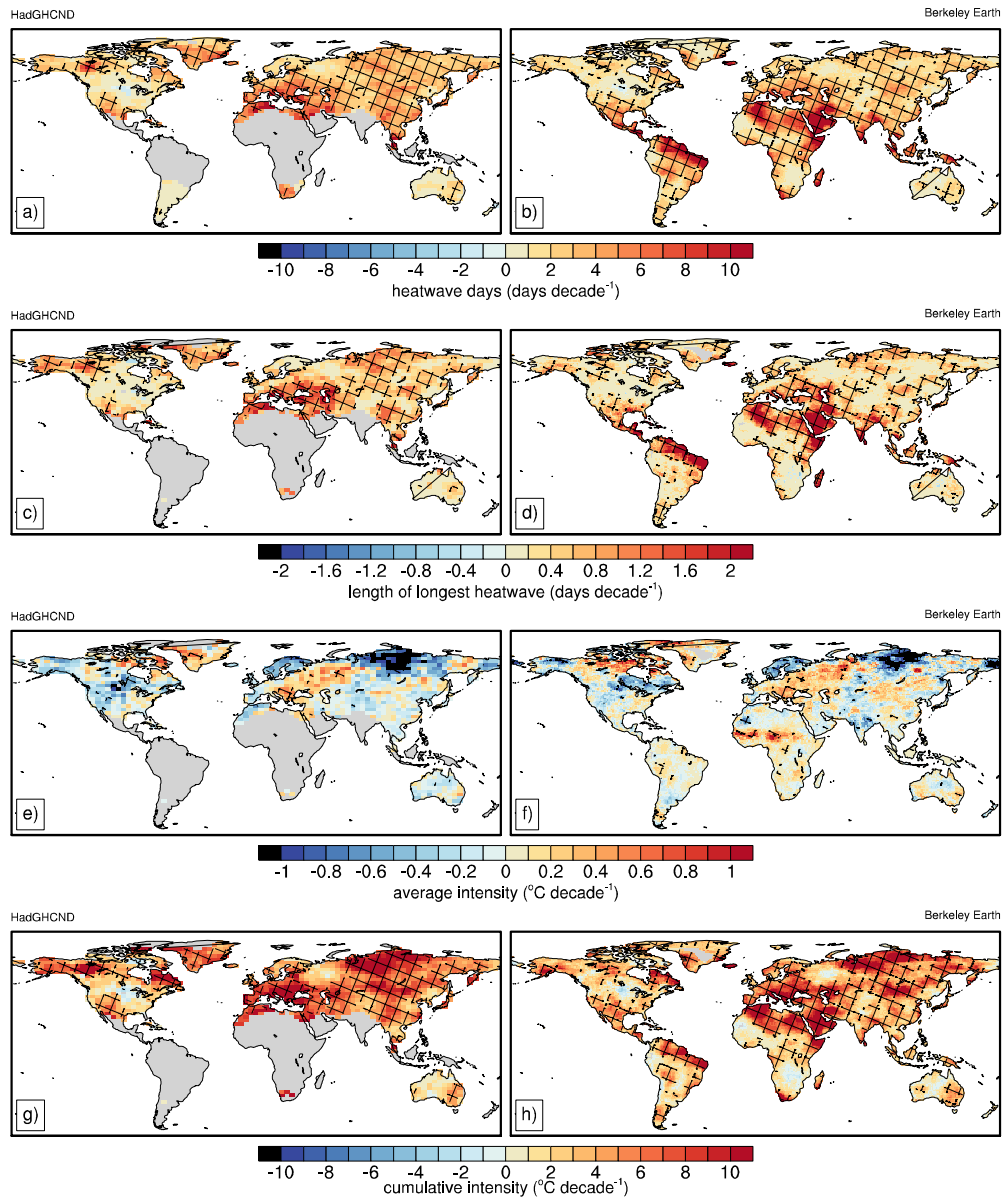 HadGHCND Berkeley Earth
a) b)
-10 -8 -6 -4 -2 0 2 4 6 8 10
heatwave days (days decade⁻¹)
HadGHCND Berkeley Earth
c) d)
-2 -1.6 -1.2 -0.8 -0.4 0 0.4 0.8 1.2 1.6 2
length of longest heatwave (days decade⁻¹)
HadGHCND Berkeley Earth
e) f)
-1 -0.8 -0.6 -0.4 -0.2 0 0.2 0.4 0.6 0.8 1
average intensity (°C decade⁻¹)
HadGHCND Berkeley Earth
g) h)
-10 -8 -6 -4 -2 0 2 4 6 8 10
cumulative intensity (°C decade⁻¹)